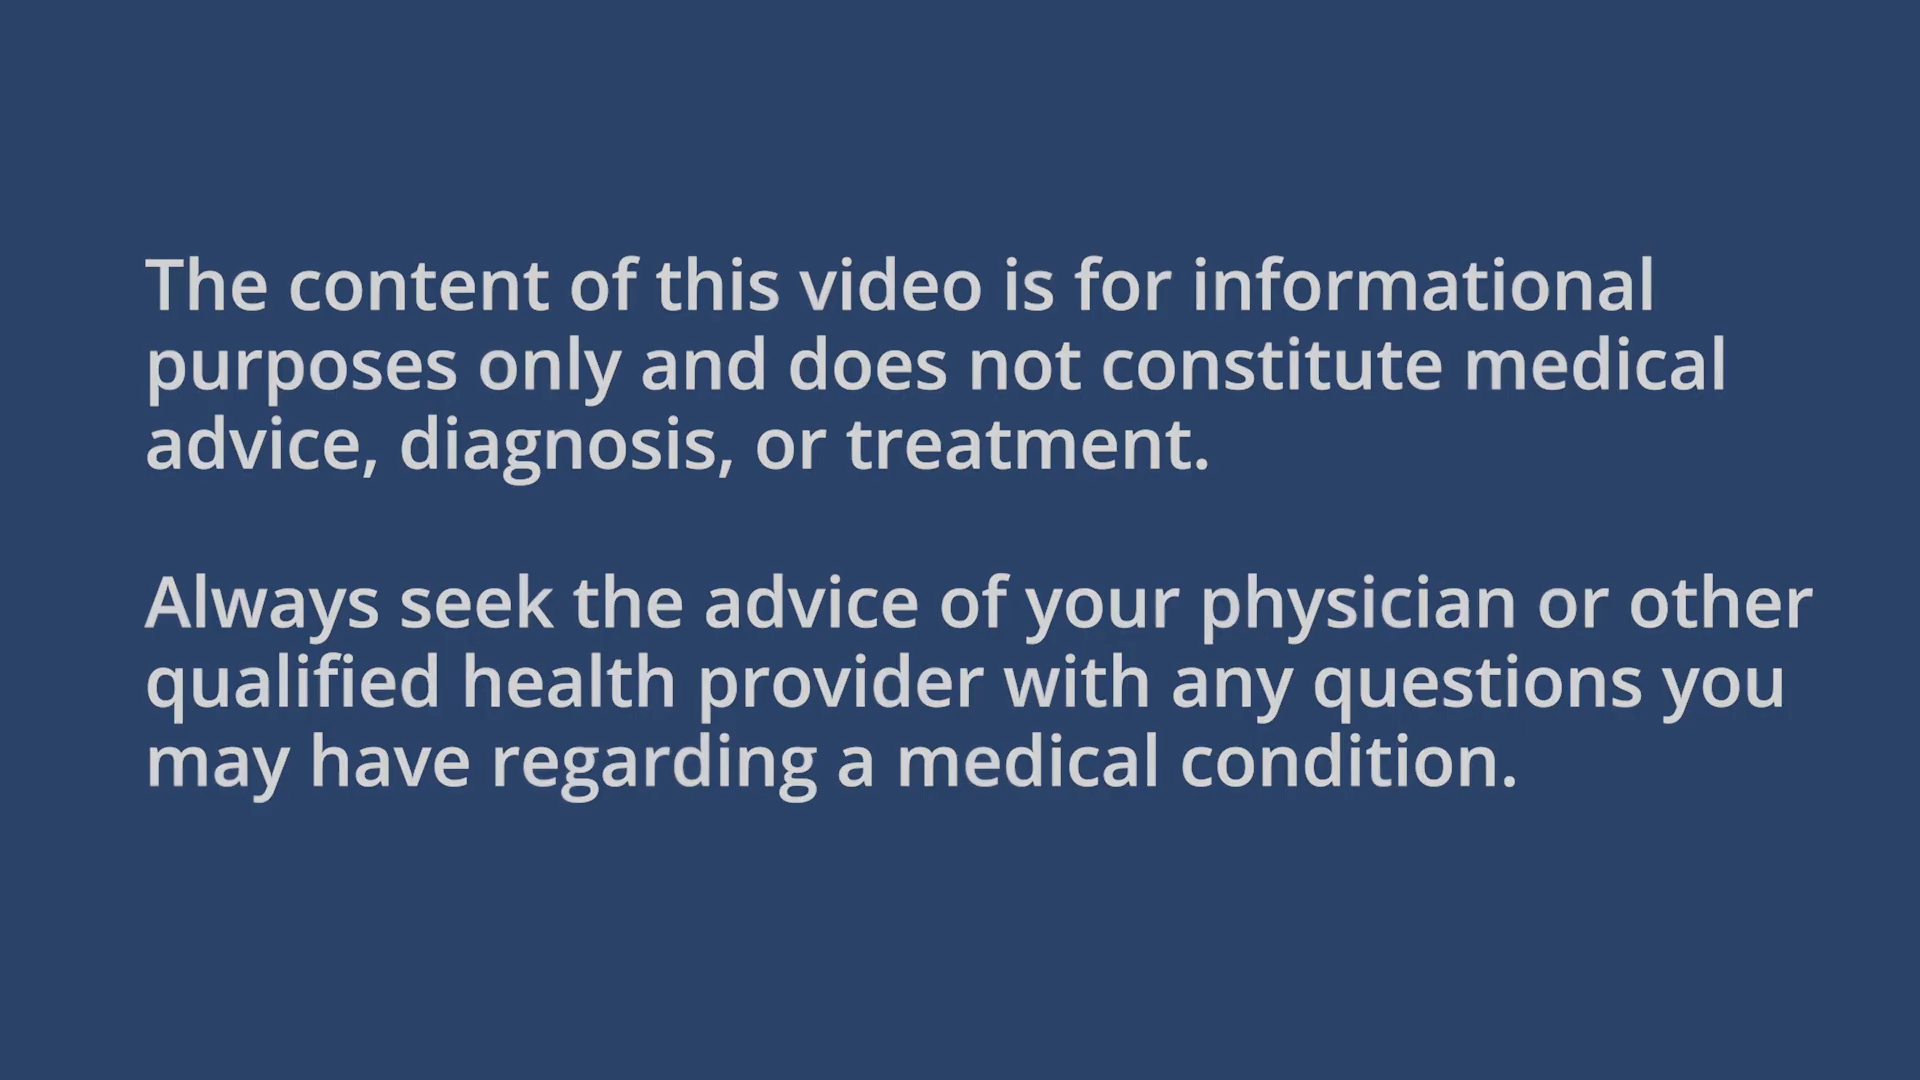 The content of this video is for informational
purposes only and does not constitute medical
advice, diagnosis, or treatment.
Always seek the advice of your physician or other
qualified health provider with any questions you
may have regarding a medical condition.